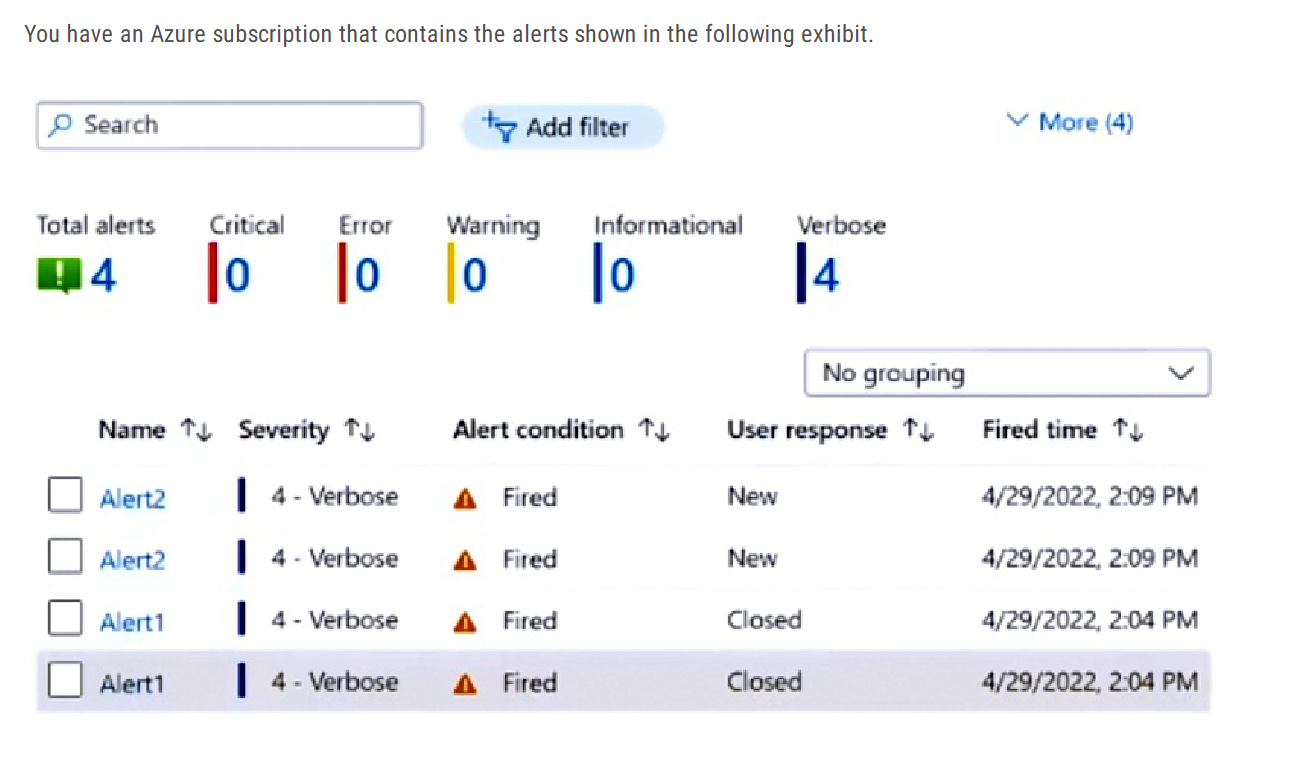 You have an Azure subscription that contains the alerts shown in the following exhibit.
Search
Add filter
More (4)
Total alerts Critical Error Warning Informational Verbose
4 0 0 0 0 4
No grouping
Name Severity Alert condition User response Fired time
Alert2 4 - Verbose Fired New 4/29/2022, 2:09 PM
Alert2 4 - Verbose Fired New 4/29/2022, 2:09 PM
Alert1 4 - Verbose Fired Closed 4/29/2022, 2:04 PM
Alert1 4 - Verbose Fired Closed 4/29/2022, 2:04 PM